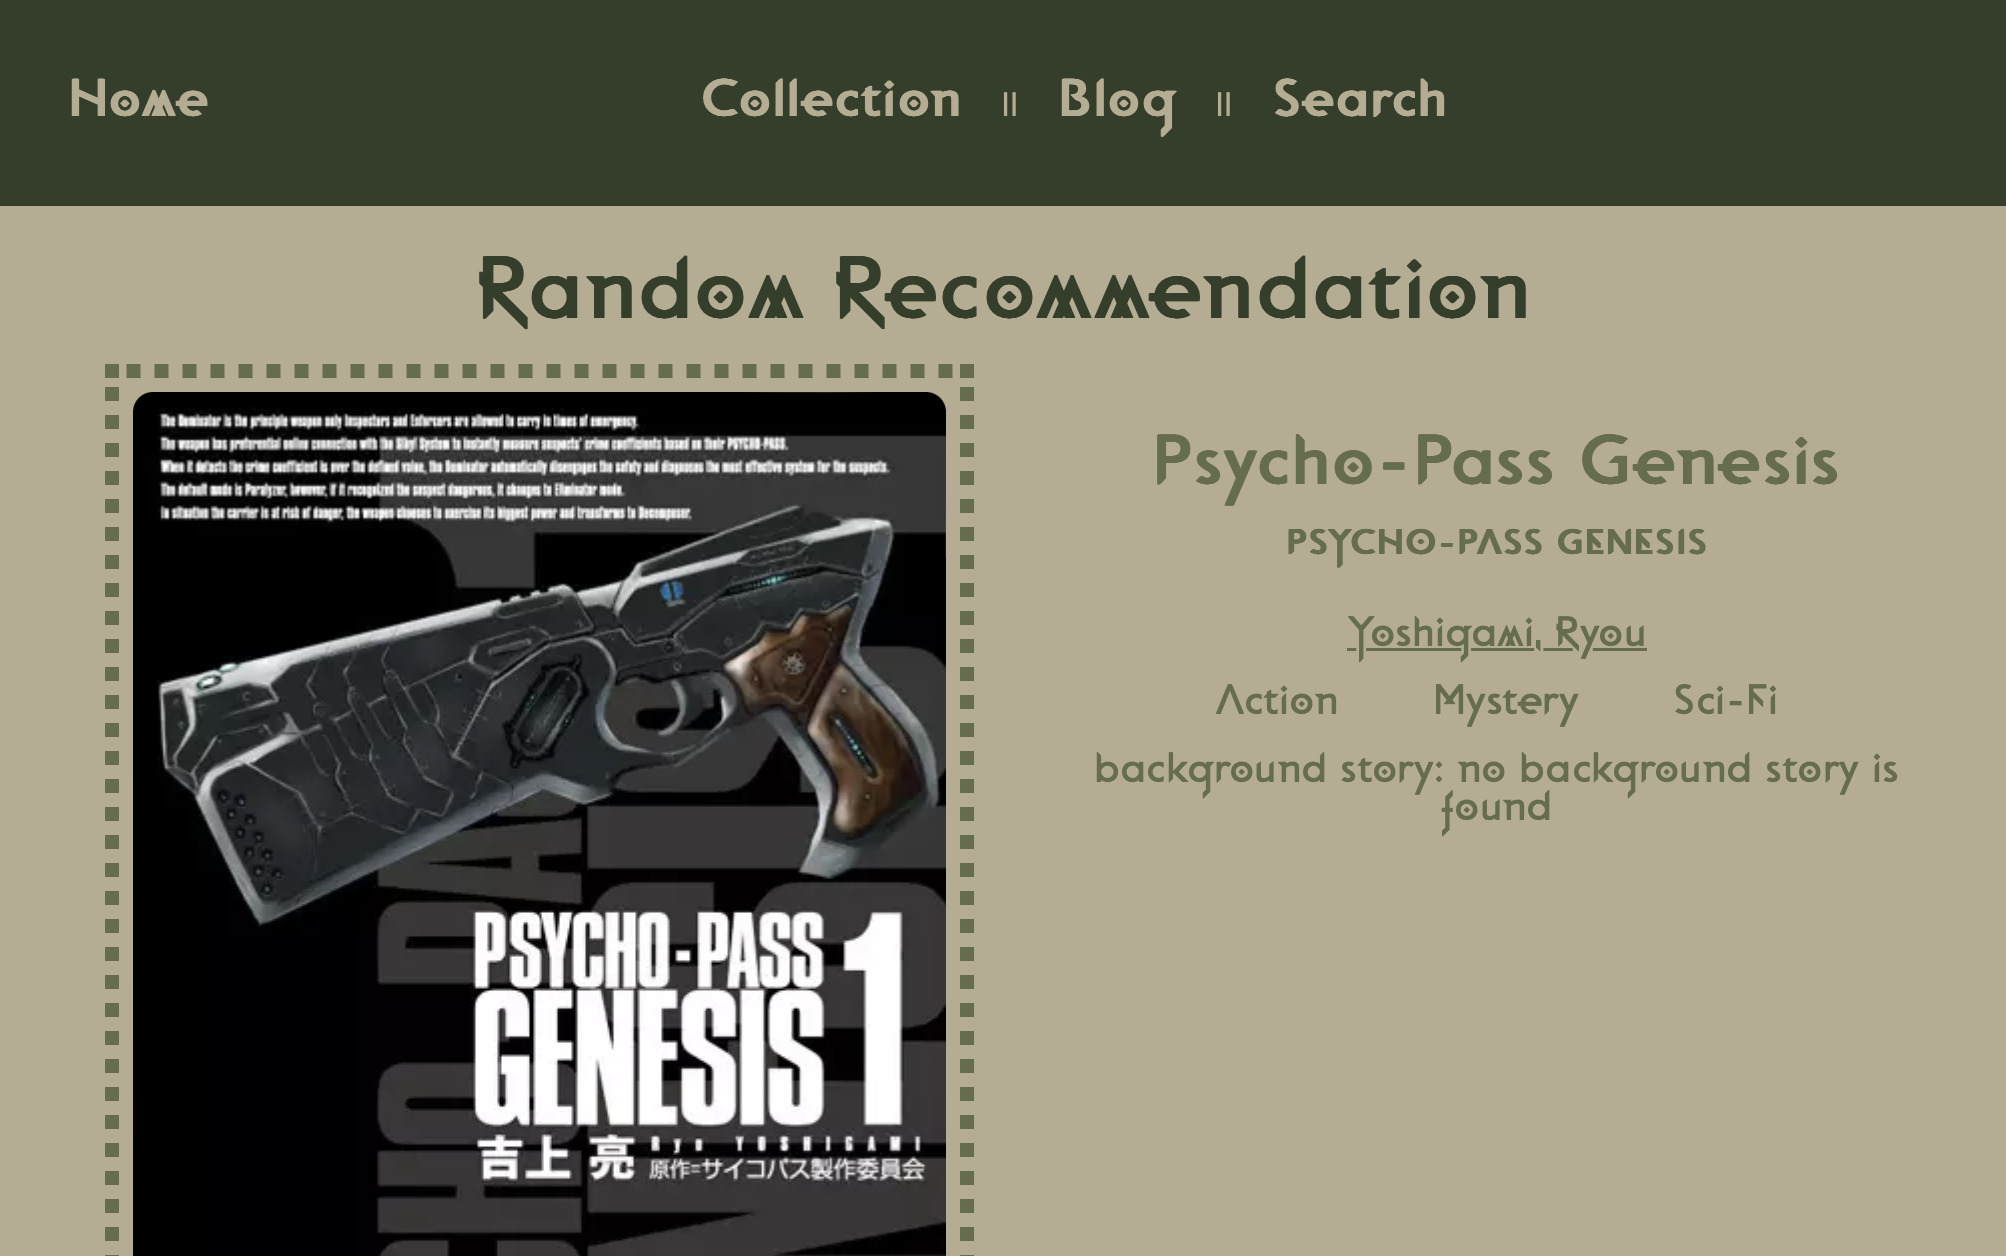 Home
Collection || Blog || Search
Random Recommendation
The Dominator is the principle weapon only Inspectors and Enforcers are allowed to carry in times of emergency.
The weapon has preferential online connection with the Sibyl System to instantly measure suspects' crime coefficients based on their PSYCHO-PASS.
When it detects the crime coefficient is over the defined value, the Dominator automatically disengages the safety and diagnoses the most effective system for the suspects.
The default mode is Paralyzer, however, if it recognized the suspect dangerous, it changes to Eliminator mode.
In situation the carrier is at risk of danger, the weapon chooses to exercise its biggest power and transforms to Decomposer.
PSYCHO-PASS
GENESIS 1
吉上 亮 Ryo YOSHIGAMI
原作=サイコパス製作委員会
Psycho-Pass Genesis
PSYCHO-PASS GENESIS
Yoshigami, Ryou
Action Mystery Sci-Fi
background story: no background story is
found